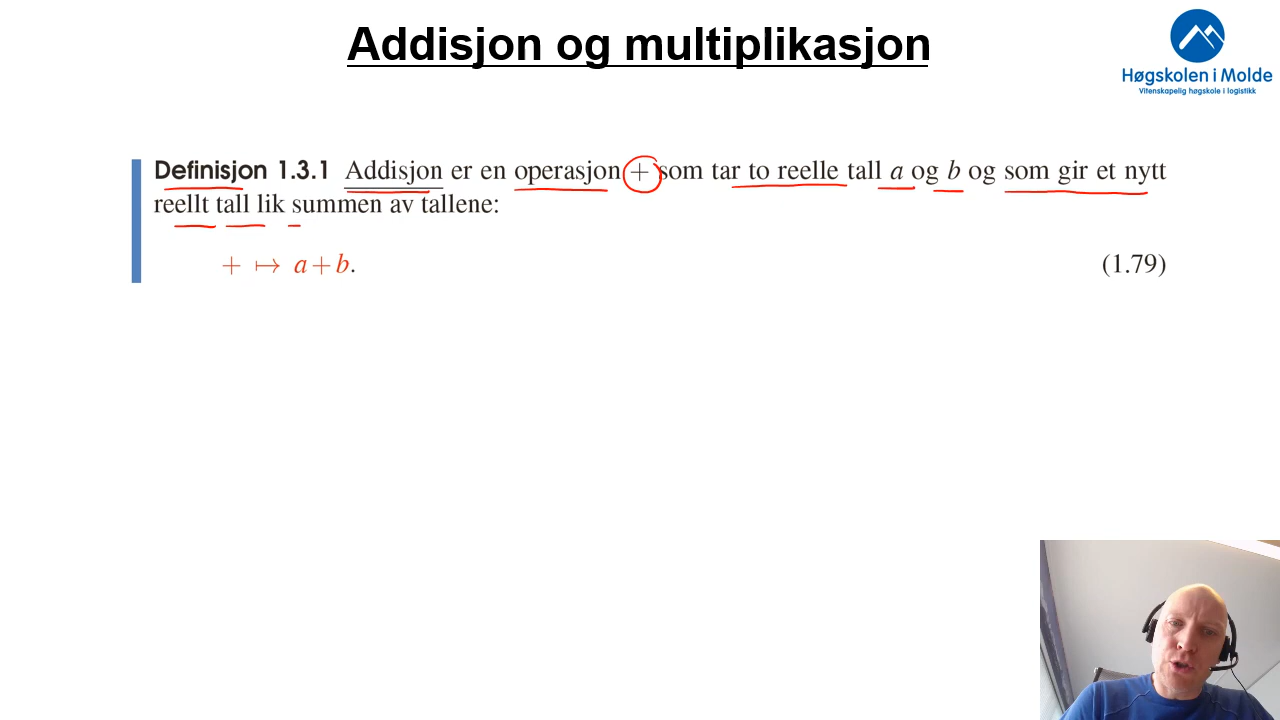 Addisjon og multiplikasjon
Høgskolen i Molde
Vitenskapelig høgskole i logistikk
Definisjon 1.3.1 Addisjon er en operasjon + som tar to reelle tall a og b og som gir et nytt
reellt tall lik summen av tallene:
+ ↦ a + b. (1.79)